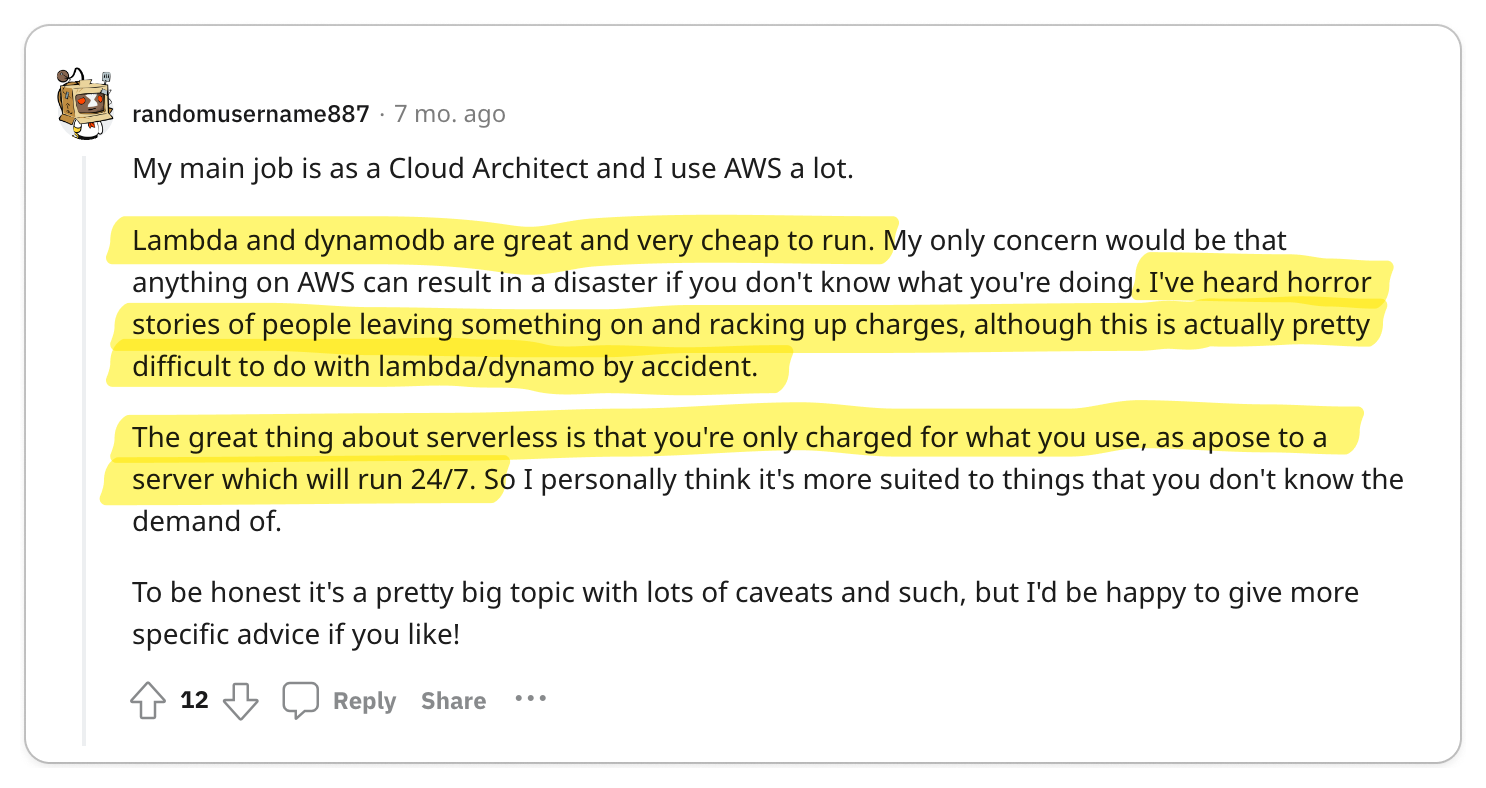 randomusername887 · 7 mo. ago
My main job is as a Cloud Architect and I use AWS a lot.
Lambda and dynamodb are great and very cheap to run. My only concern would be that
anything on AWS can result in a disaster if you don't know what you're doing. I've heard horror
stories of people leaving something on and racking up charges, although this is actually pretty
difficult to do with lambda/dynamo by accident.
The great thing about serverless is that you're only charged for what you use, as apose to a
server which will run 24/7. So I personally think it's more suited to things that you don't know the
demand of.
To be honest it's a pretty big topic with lots of caveats and such, but I'd be happy to give more
specific advice if you like!
12 Reply Share ···